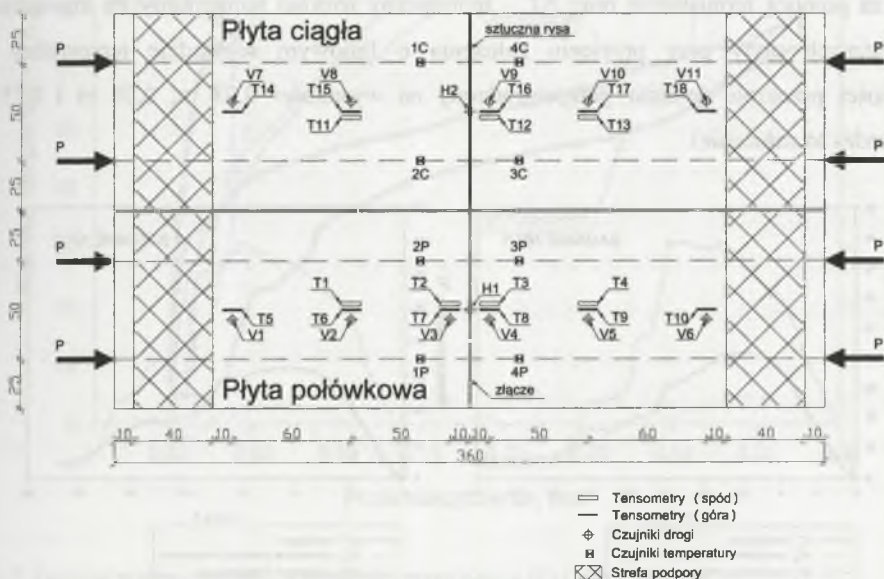 Płyta ciągła
sztuczna rysa
1C 4C
P P
V7 V8 H2 V9 V10 V11
T14 T15 T16 T17 T18
T11 T12 T13
P P
2C 3C
2P 3P
P P
T1 T2 H1 T3 T4
T5 T6 T7 T8 T9 T10
V1 V2 V3 V4 V5 V6
P P
1P 4P
Płyta połówkowa
złącze
25
50
25
25
50
25
10 40 10 60 50 10 10 50 60 10 40 10
360
Tensometry ( spód )
Tensometry ( góra )
Czujniki drogi
Czujniki temperatury
Strefa podpory